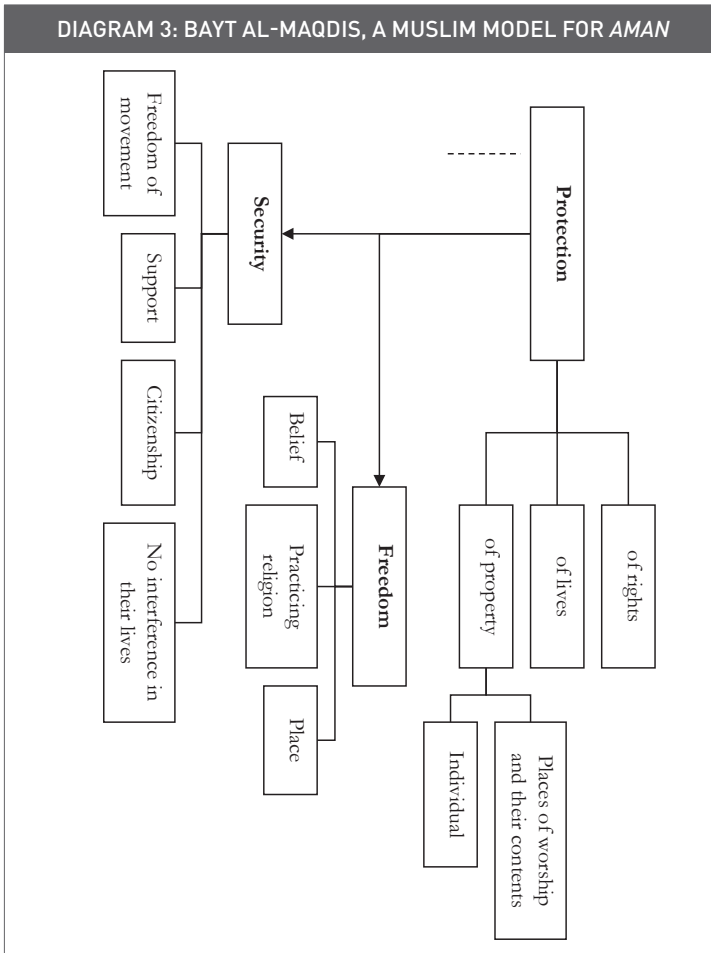 DIAGRAM 3: BAYT AL-MAQDIS, A MUSLIM MODEL FOR AMAN
Protection
of rights
of lives
of property
Places of worship
and their contents
Individual
Freedom
Belief
Practicing
religion
Place
Security
Freedom of
movement
Support
Citizenship
No interference in
their lives